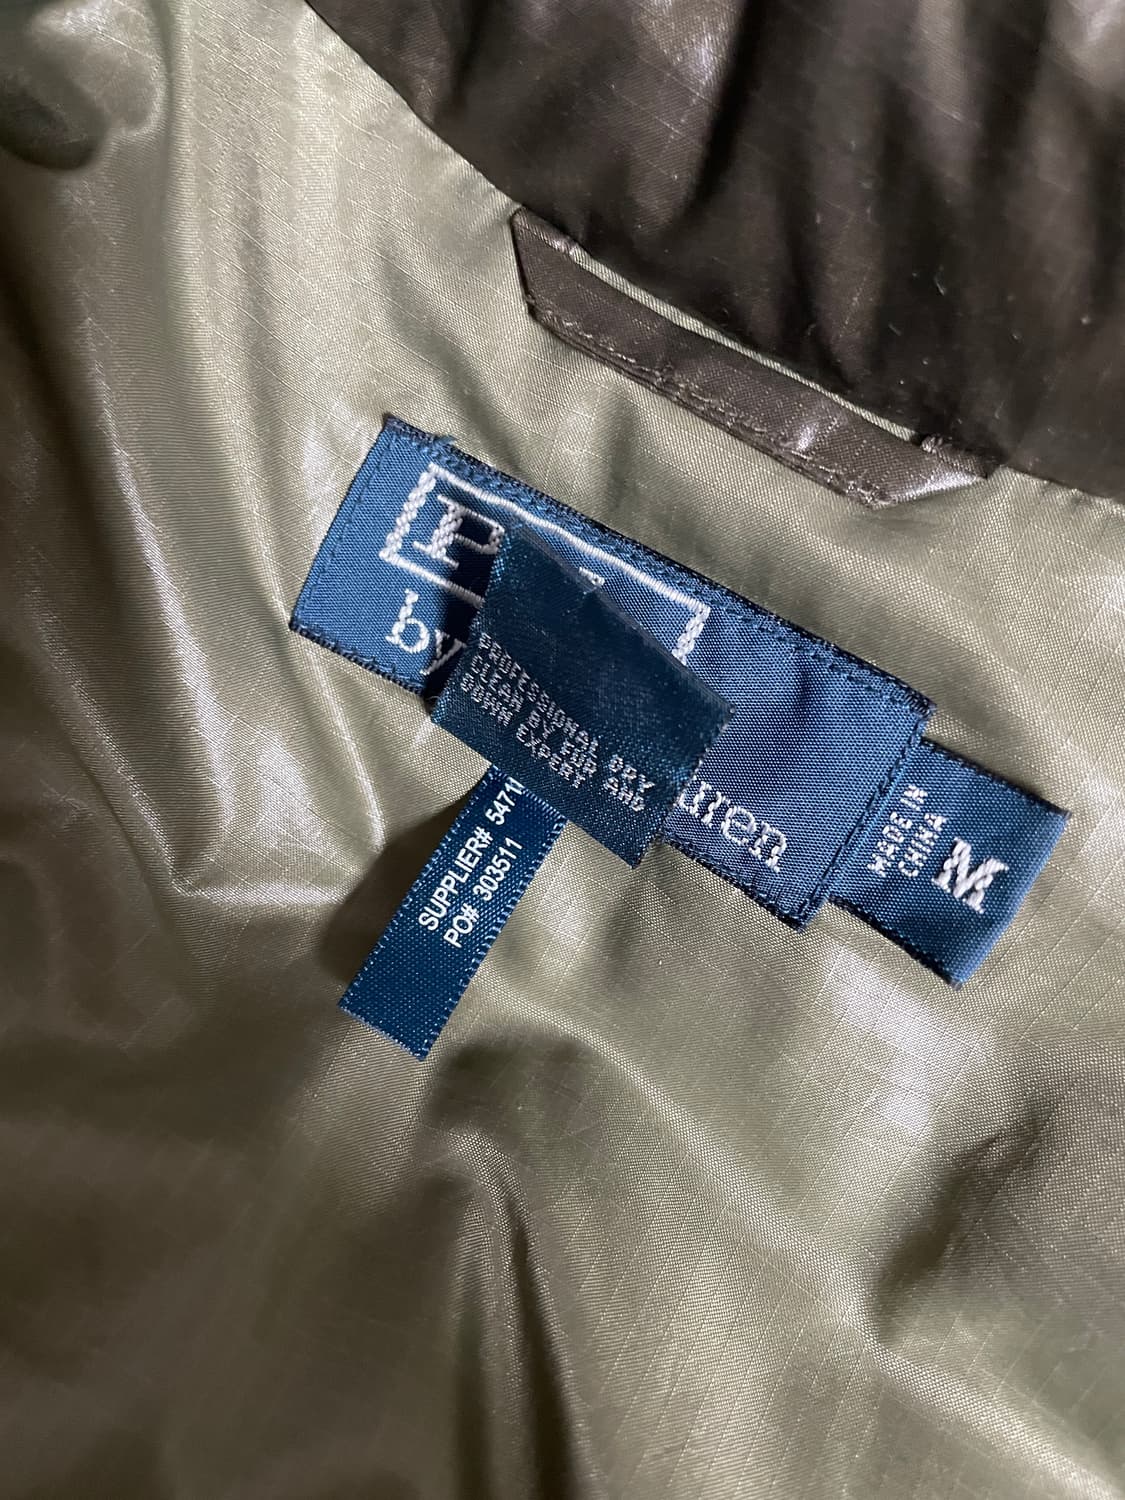 P
by
uren
PROFESSIONAL DRY
CLEAN BY FUR AND
DOWN EXPERT
SUPPLIER# 5471
PO# 303511
MADE IN
CHINA
M